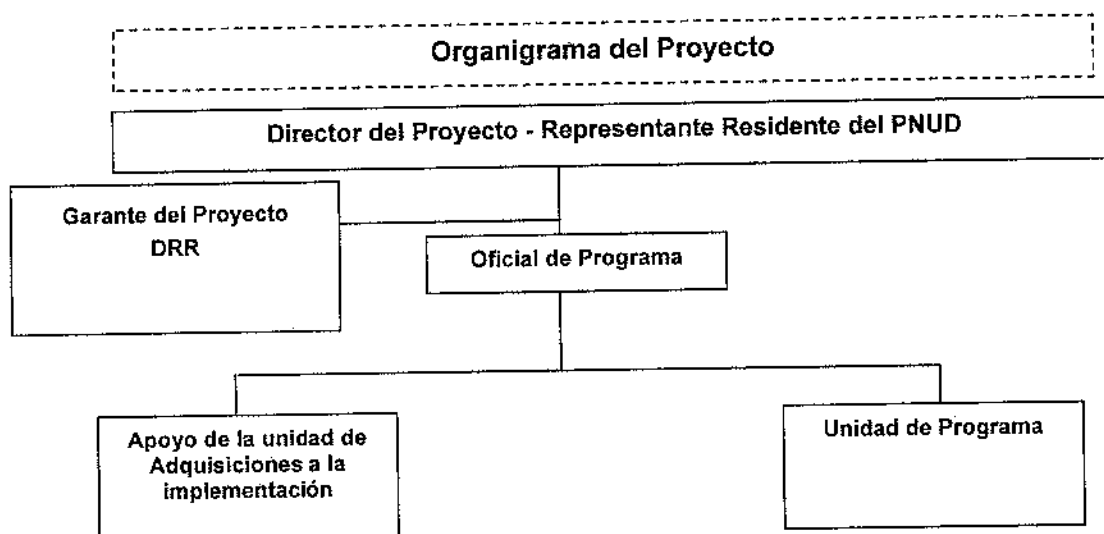 Organigrama del Proyecto
Director del Proyecto - Representante Residente del PNUD
Garante del Proyecto
DRR
Oficial de Programa
Apoyo de la unidad de
Adquisiciones a la
implementación
Unidad de Programa